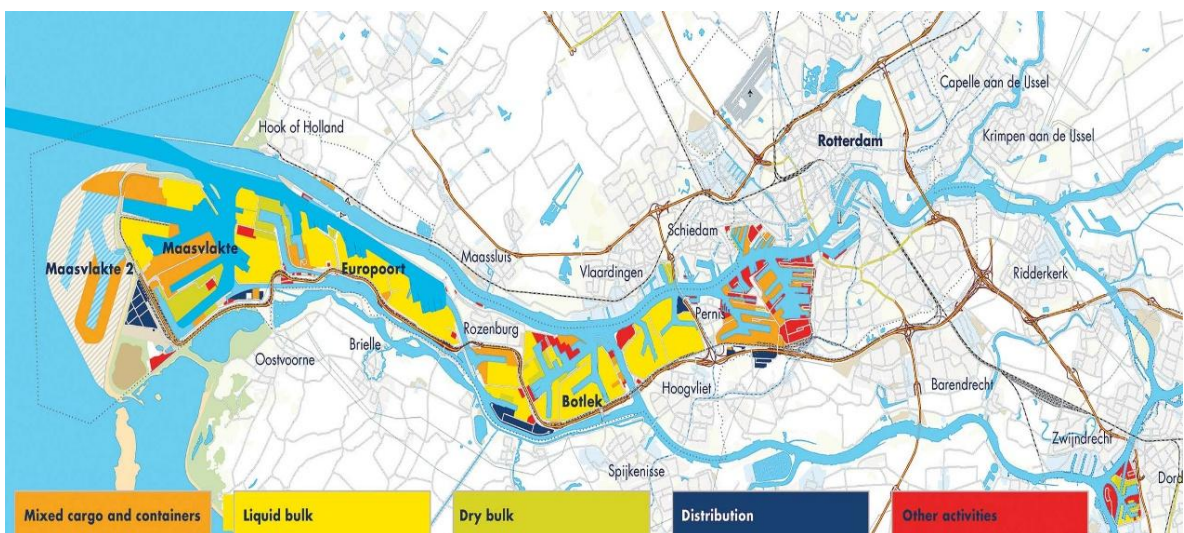 Hook of Holland
Capelle aan de IJssel
Krimpen aan de IJssel
Rotterdam
Schiedam
Maassluis
Vlaardingen
Maasvlakte
Maasvlakte 2
Europoort
Ridderkerk
Pernis
Rozenburg
Brielle
Oostvoorne
Hoogvliet
Barendrecht
Botlek
Zwijndrecht
Spijkenisse
Dord
Mixed cargo and containers
Liquid bulk
Dry bulk
Distribution
Other activities